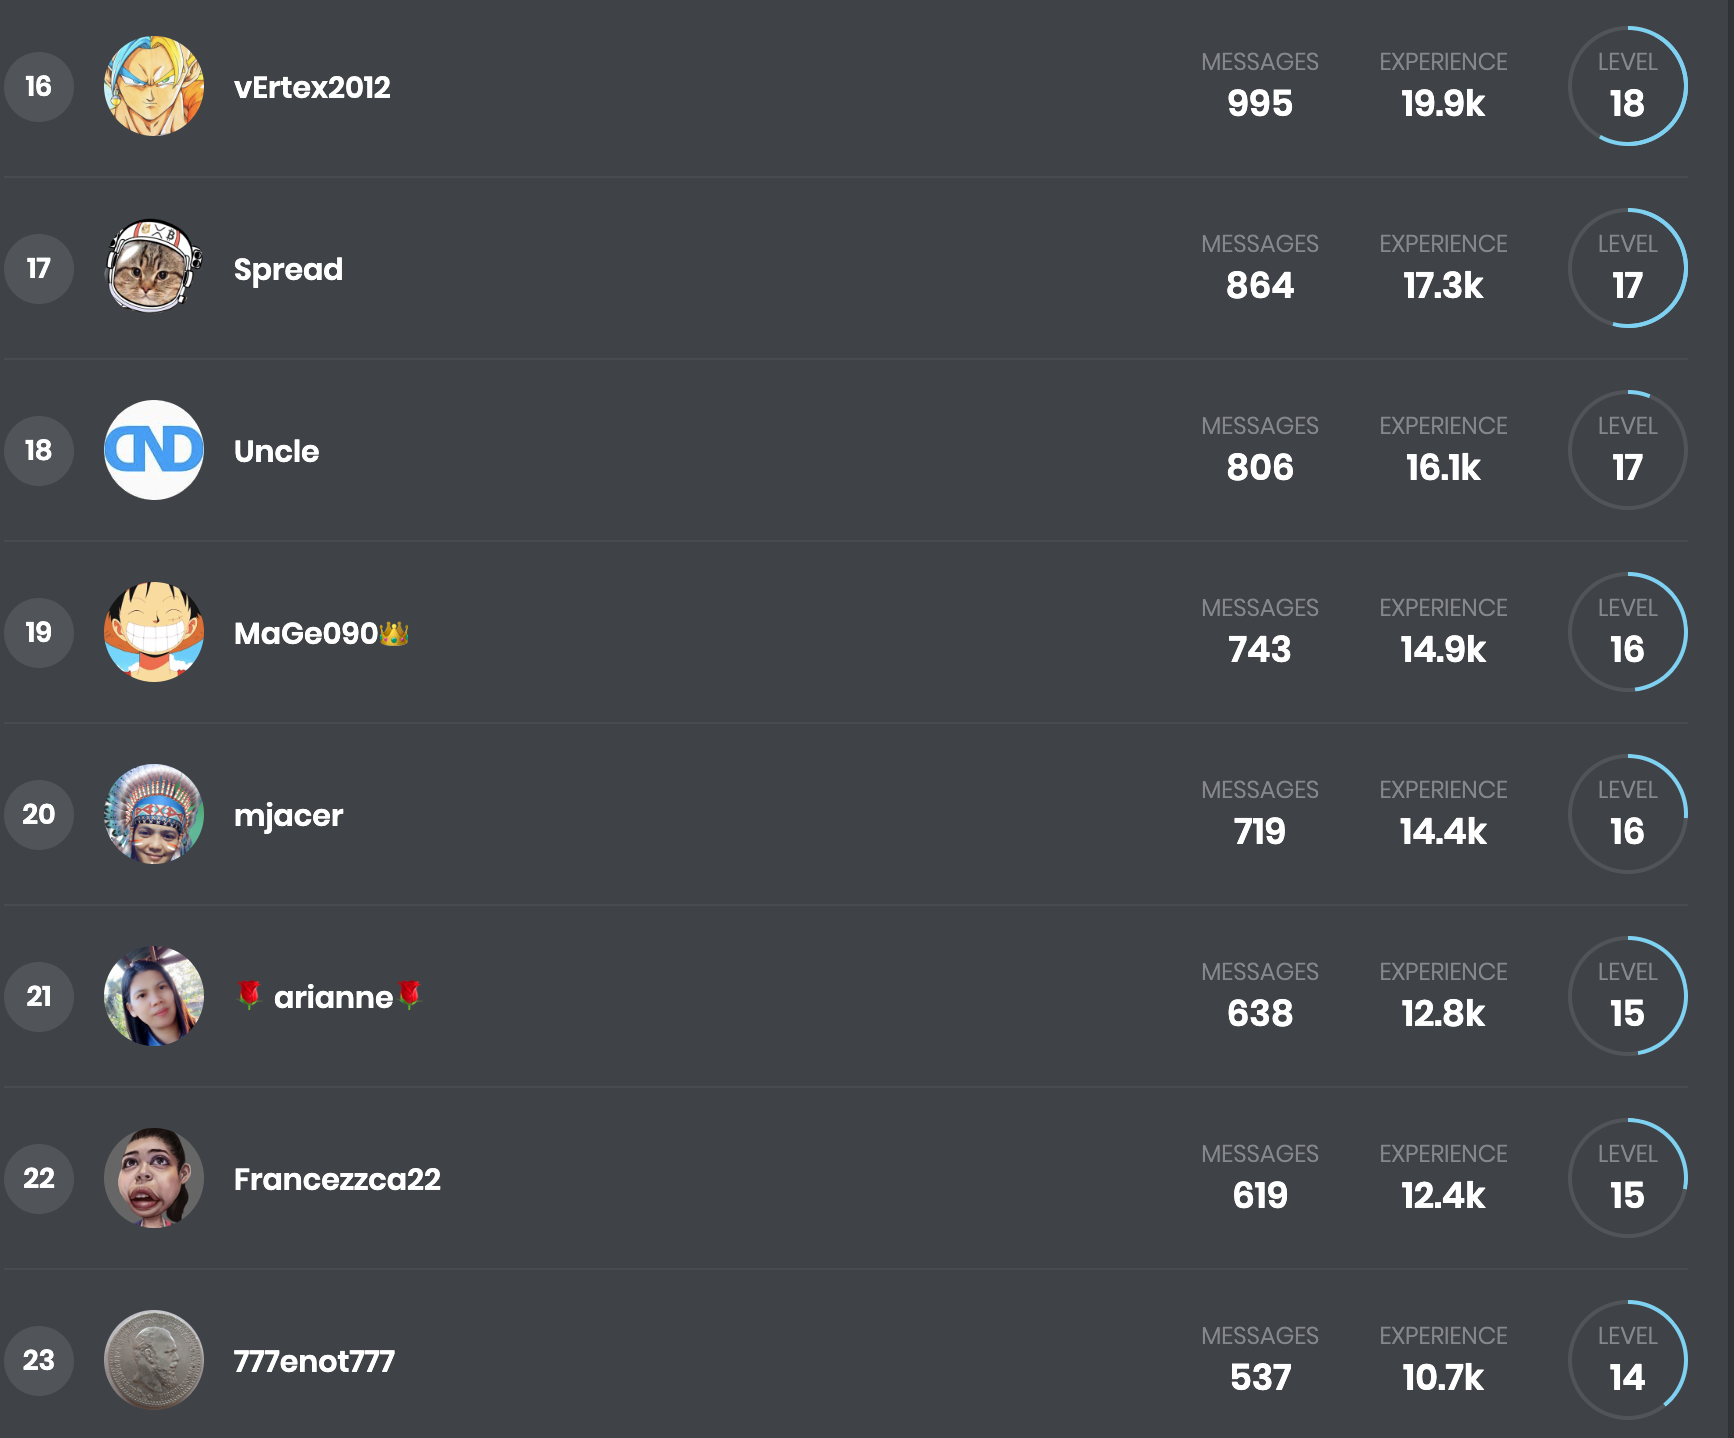 16 vErtex2012 MESSAGES 995 EXPERIENCE 19.9k LEVEL 18
17 Spread MESSAGES 864 EXPERIENCE 17.3k LEVEL 17
18 Uncle MESSAGES 806 EXPERIENCE 16.1k LEVEL 17
19 MaGe090👑 MESSAGES 743 EXPERIENCE 14.9k LEVEL 16
20 mjacer MESSAGES 719 EXPERIENCE 14.4k LEVEL 16
21 🌹 arianne🌹 MESSAGES 638 EXPERIENCE 12.8k LEVEL 15
22 Francezzca22 MESSAGES 619 EXPERIENCE 12.4k LEVEL 15
23 777enot777 MESSAGES 537 EXPERIENCE 10.7k LEVEL 14